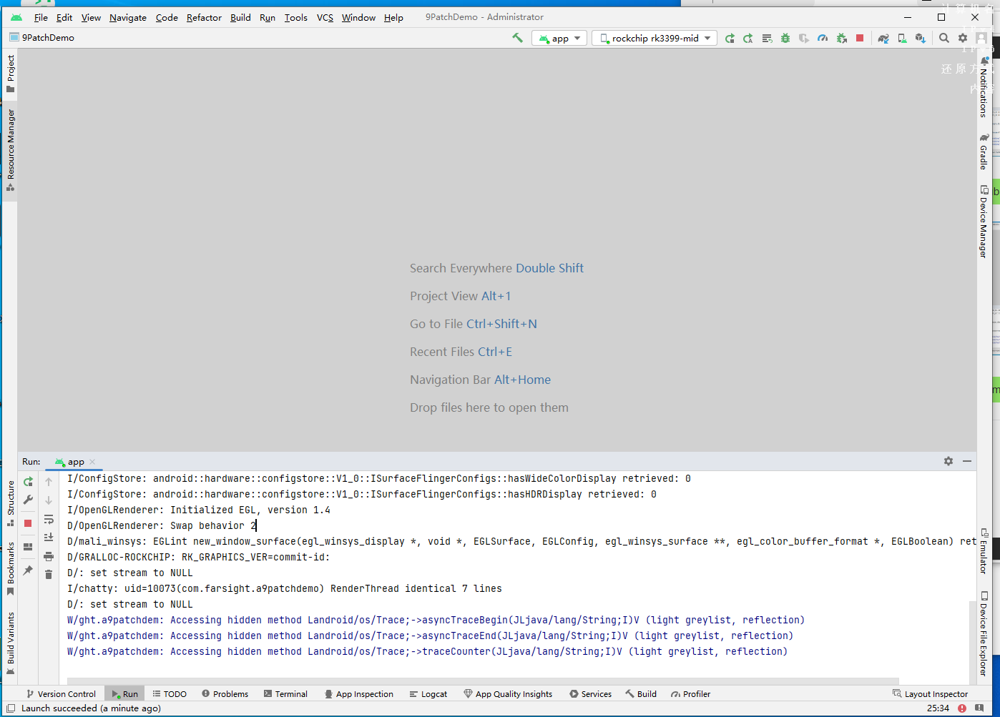 File Edit View Navigate Code Refactor Build Run Tools VCS Window Help 9PatchDemo - Administrator
9PatchDemo
app
rockchip rk3399-mid
还原方式
Project
Resource Manager
Structure
Bookmarks
Build Variants
Notifications
Gradle
Device Manager
Emulator
Device File Explorer
Search Everywhere Double Shift
Project View Alt+1
Go to File Ctrl+Shift+N
Recent Files Ctrl+E
Navigation Bar Alt+Home
Drop files here to open them
Run: app
I/ConfigStore: android::hardware::configstore::V1_0::ISurfaceFlingerConfigs::hasWideColorDisplay retrieved: 0
I/ConfigStore: android::hardware::configstore::V1_0::ISurfaceFlingerConfigs::hasHDRDisplay retrieved: 0
I/OpenGLRenderer: Initialized EGL, version 1.4
D/OpenGLRenderer: Swap behavior 2
D/mali_winsys: EGLint new_window_surface(egl_winsys_display *, void *, EGLSurface, EGLConfig, egl_winsys_surface **, egl_color_buffer_format *, EGLBoolean) ret
D/GRALLOC-ROCKCHIP: RK_GRAPHICS_VER=commit-id:
D/: set stream to NULL
I/chatty: uid=10073(com.farsight.a9patchdemo) RenderThread identical 7 lines
D/: set stream to NULL
W/ght.a9patchdem: Accessing hidden method Landroid/os/Trace;->asyncTraceBegin(JLjava/lang/String;I)V (light greylist, reflection)
W/ght.a9patchdem: Accessing hidden method Landroid/os/Trace;->asyncTraceEnd(JLjava/lang/String;I)V (light greylist, reflection)
W/ght.a9patchdem: Accessing hidden method Landroid/os/Trace;->traceCounter(JLjava/lang/String;I)V (light greylist, reflection)
Version Control Run TODO Problems Terminal App Inspection Logcat App Quality Insights Services Build Profiler Layout Inspector
Launch succeeded (a minute ago) 25:34